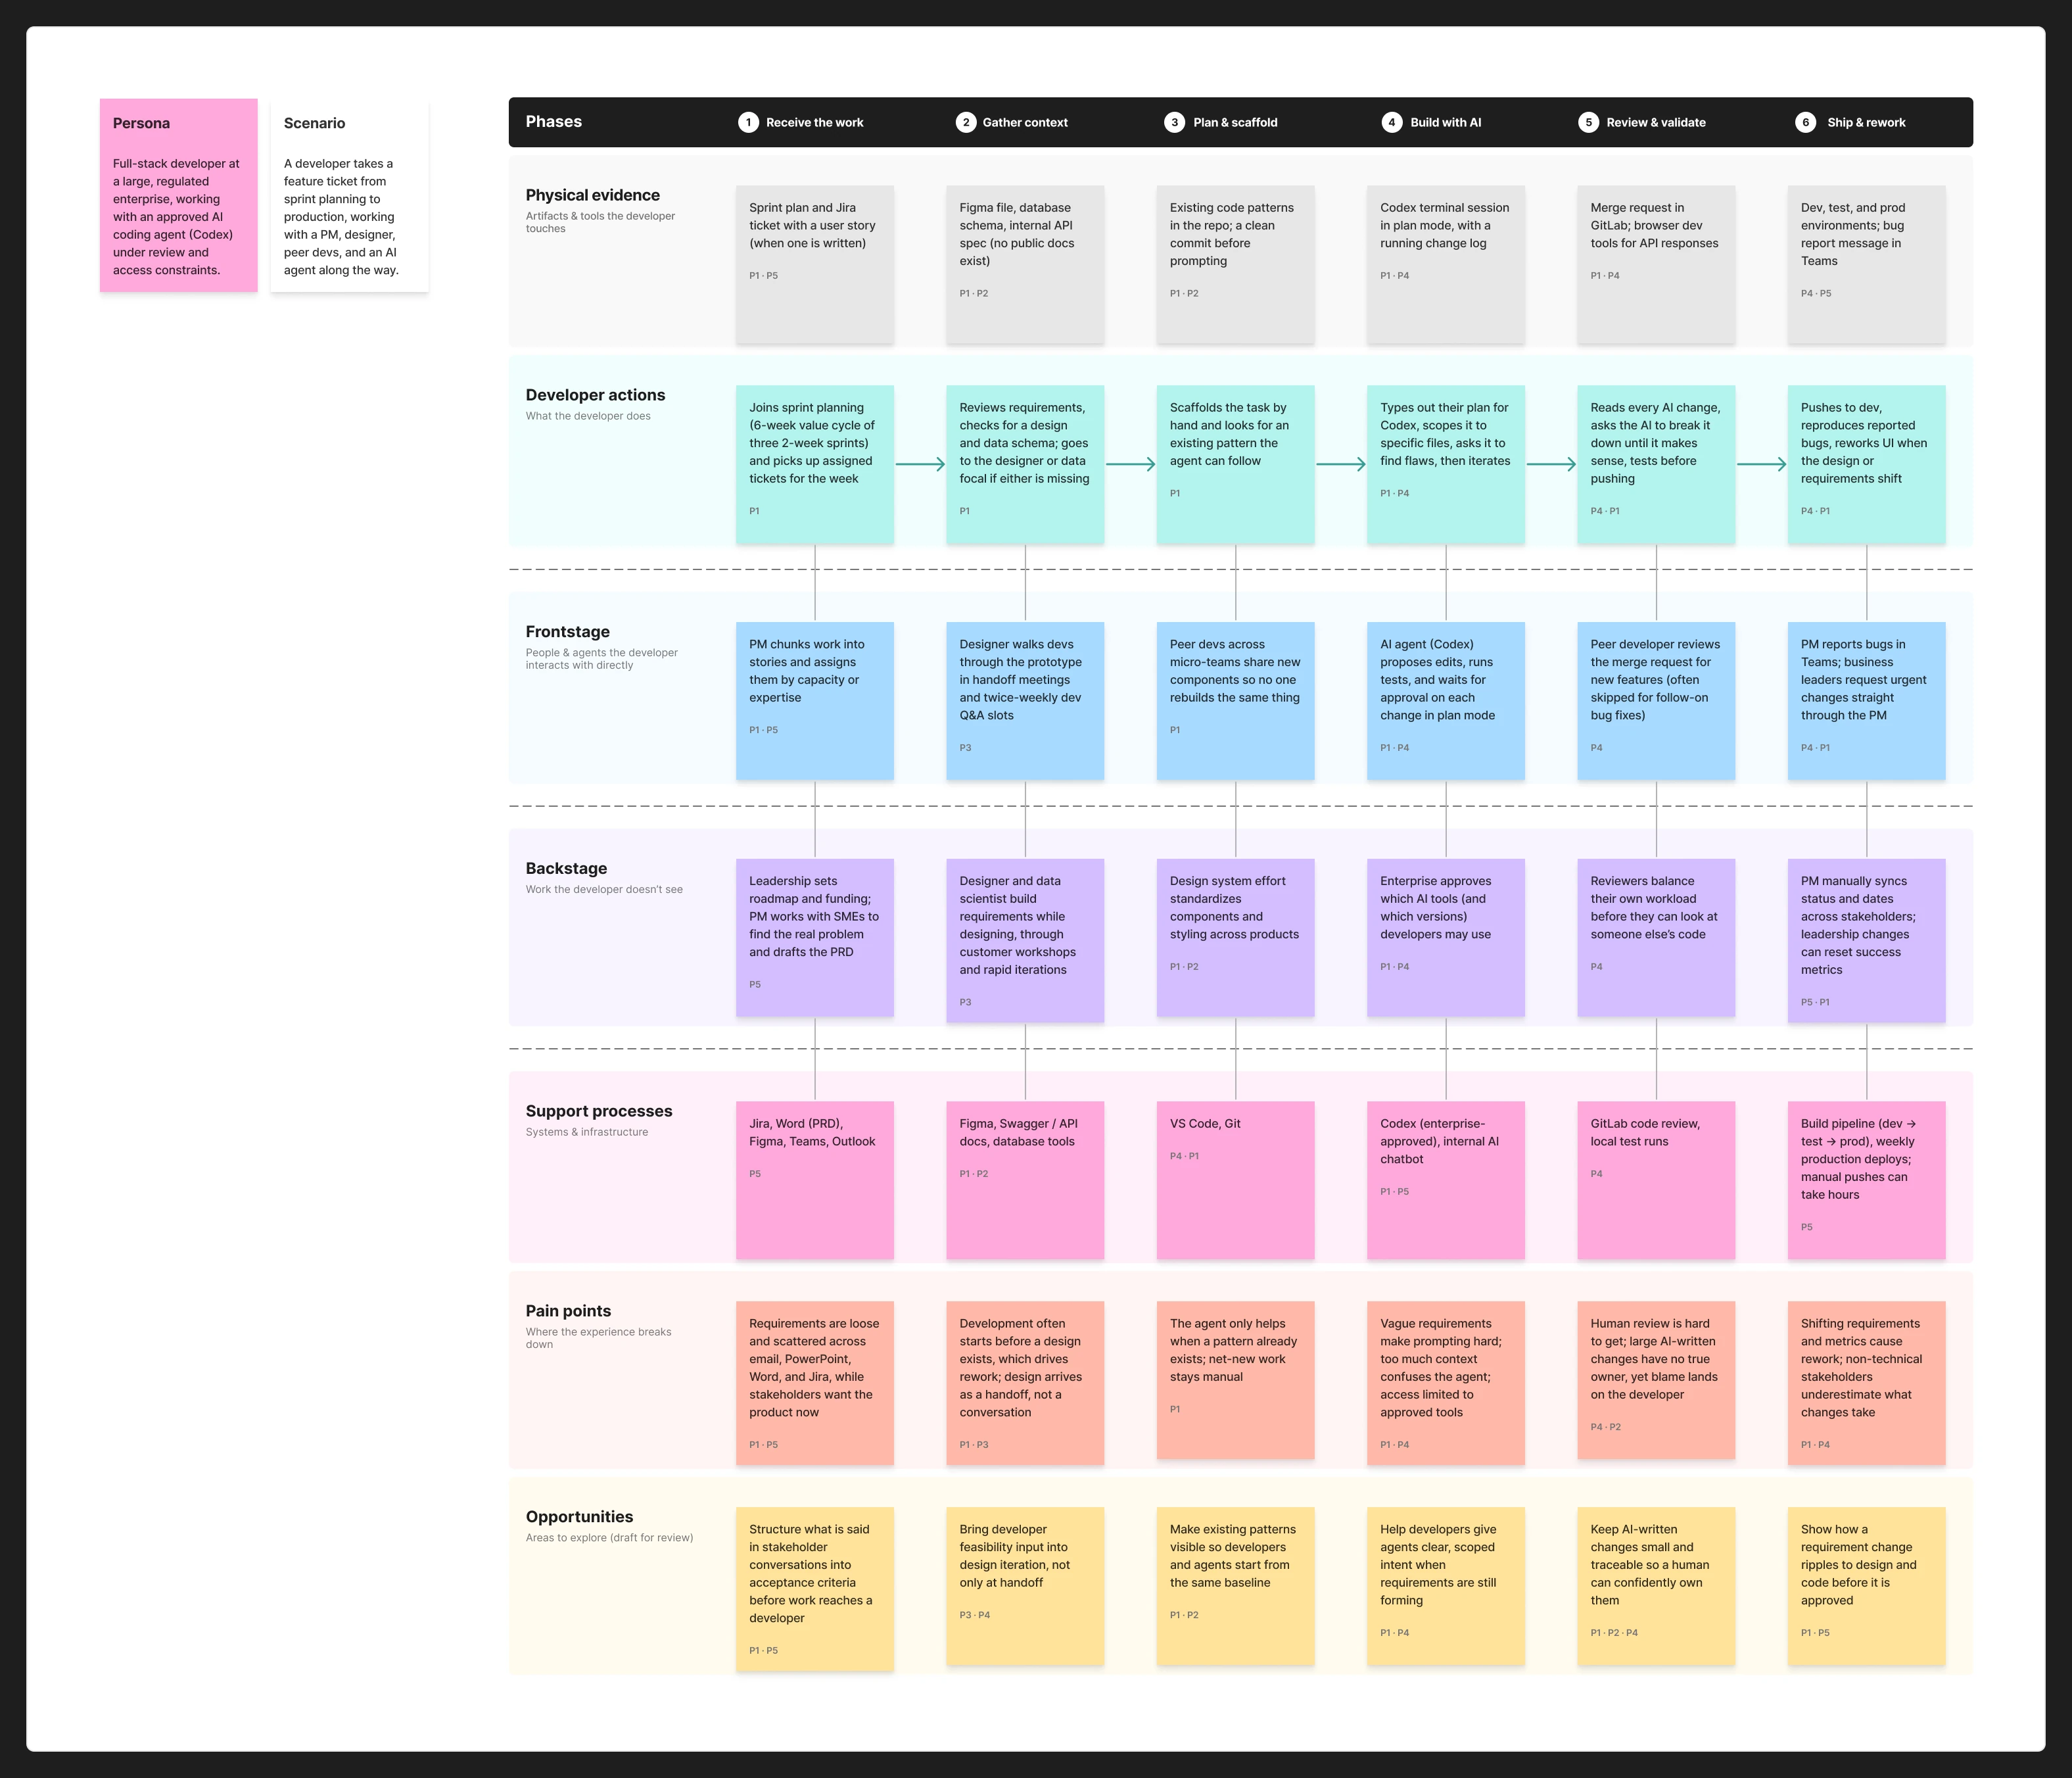 Persona
Full-stack developer at
a large, regulated
enterprise, working
with an approved AI
coding agent (Codex)
under review and
access constraints.
Scenario
A developer takes a
feature ticket from
sprint planning to
production, working
with a PM, designer,
peer devs, and an AI
agent along the way.
Phases
1 Receive the work
2 Gather context
3 Plan & scaffold
4 Build with AI
5 Review & validate
6 Ship & rework
Physical evidence
Artifacts & tools the developer
touches
Sprint plan and Jira
ticket with a user story
(when one is written)
P1 · P5
Figma file, database
schema, internal API
spec (no public docs
exist)
P1 · P2
Existing code patterns
in the repo; a clean
commit before
prompting
P1 · P2
Codex terminal session
in plan mode, with a
running change log
P1 · P4
Merge request in
GitLab; browser dev
tools for API responses
P1 · P4
Dev, test, and prod
environments; bug
report message in
Teams
P4 · P5
Developer actions
What the developer does
Joins sprint planning
(6-week value cycle of
three 2-week sprints)
and picks up assigned
tickets for the week
P1
Reviews requirements,
checks for a design
and data schema; goes
to the designer or data
focal if either is missing
P1
Scaffolds the task by
hand and looks for an
existing pattern the
agent can follow
P1
Types out their plan for
Codex, scopes it to
specific files, asks it to
find flaws, then iterates
P1 · P4
Reads every AI change,
asks the AI to break it
down until it makes
sense, tests before
pushing
P4 · P1
Pushes to dev,
reproduces reported
bugs, reworks UI when
the design or
requirements shift
P4 · P1
Frontstage
People & agents the developer
interacts with directly
PM chunks work into
stories and assigns
them by capacity or
expertise
P1 · P5
Designer walks devs
through the prototype
in handoff meetings
and twice-weekly dev
Q&A slots
P3
Peer devs across
micro-teams share new
components so no one
rebuilds the same thing
P1
AI agent (Codex)
proposes edits, runs
tests, and waits for
approval on each
change in plan mode
P1 · P4
Peer developer reviews
the merge request for
new features (often
skipped for follow-on
bug fixes)
P4
PM reports bugs in
Teams; business
leaders request urgent
changes straight
through the PM
P4 · P1
Backstage
Work the developer doesn't see
Leadership sets
roadmap and funding;
PM works with SMEs to
find the real problem
and drafts the PRD
P5
Designer and data
scientist build
requirements while
designing, through
customer workshops
and rapid iterations
P3
Design system effort
standardizes
components and
styling across products
P1 · P2
Enterprise approves
which AI tools (and
which versions)
developers may use
P1 · P4
Reviewers balance
their own workload
before they can look at
someone else's code
P4
PM manually syncs
status and dates
across stakeholders;
leadership changes
can reset success
metrics
P5 · P1
Support processes
Systems & infrastructure
Jira, Word (PRD),
Figma, Teams, Outlook
P5
Figma, Swagger / API
docs, database tools
P1 · P2
VS Code, Git
P4 · P1
Codex (enterprise-
approved), internal AI
chatbot
P1 · P5
GitLab code review,
local test runs
P4
Build pipeline (dev →
test → prod), weekly
production deploys;
manual pushes can
take hours
P5
Pain points
Where the experience breaks
down
Requirements are loose
and scattered across
email, PowerPoint,
Word, and Jira, while
stakeholders want the
product now
P1 · P5
Development often
starts before a design
exists, which drives
rework; design arrives
as a handoff, not a
conversation
P1 · P3
The agent only helps
when a pattern already
exists; net-new work
stays manual
P1
Vague requirements
make prompting hard;
too much context
confuses the agent;
access limited to
approved tools
P1 · P4
Human review is hard
to get; large AI-written
changes have no true
owner, yet blame lands
on the developer
P4 · P2
Shifting requirements
and metrics cause
rework; non-technical
stakeholders
underestimate what
changes take
P1 · P4
Opportunities
Areas to explore (draft for review)
Structure what is said
in stakeholder
conversations into
acceptance criteria
before work reaches a
developer
P1 · P5
Bring developer
feasibility input into
design iteration, not
only at handoff
P3 · P4
Make existing patterns
visible so developers
and agents start from
the same baseline
P1 · P2
Help developers give
agents clear, scoped
intent when
requirements are still
forming
P1 · P4
Keep AI-written
changes small and
traceable so a human
can confidently own
them
P1 · P2 · P4
Show how a
requirement change
ripples to design and
code before it is
approved
P1 · P5